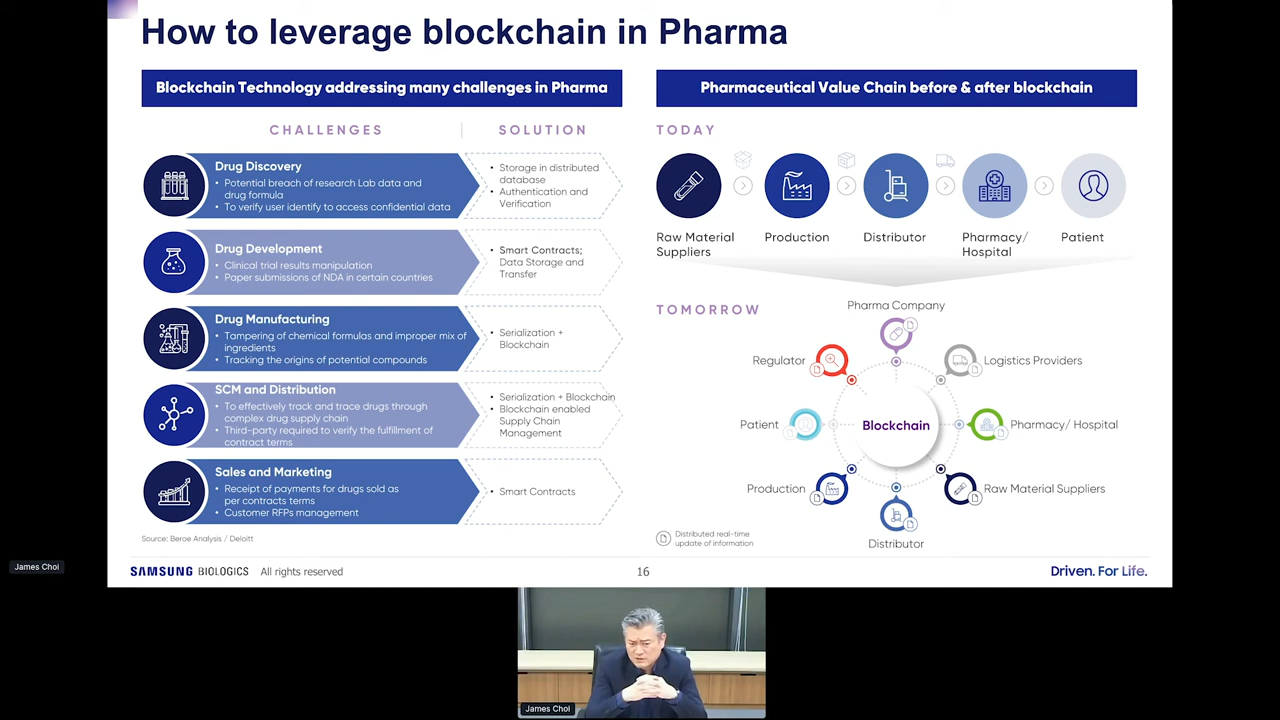 How to leverage blockchain in Pharma
Blockchain Technology addressing many challenges in Pharma
CHALLENGES
SOLUTION
Drug Discovery
• Potential breach of research Lab data and
drug formula
• To verify user identify to access confidential data
• Storage in distributed
database
• Authentication and
Verification
Drug Development
• Clinical trial results manipulation
• Paper submissions of NDA in certain countries
• Smart Contracts;
Data Storage and
Transfer
Drug Manufacturing
• Tampering of chemical formulas and improper mix of
ingredients
• Tracking the origins of potential compounds
• Serialization +
Blockchain
SCM and Distribution
• To effectively track and trace drugs through
complex drug supply chain
• Third-party required to verify the fulfillment of
contract terms
• Serialization + Blockchain
• Blockchain enabled
Supply Chain
Management
Sales and Marketing
• Receipt of payments for drugs sold as
per contracts terms
• Customer RFPs management
• Smart Contracts
Source: Beroe Analysis / Deloitt
Pharmaceutical Value Chain before & after blockchain
TODAY
Raw Material
Suppliers
Production
Distributor
Pharmacy/
Hospital
Patient
TOMORROW
Pharma Company
Regulator
Logistics Providers
Patient
Blockchain
Pharmacy/ Hospital
Production
Raw Material Suppliers
Distributor
Distributed real-time
update of information
SAMSUNG BIOLOGICS
All rights reserved
16
Driven. For Life.
James Choi
James Choi